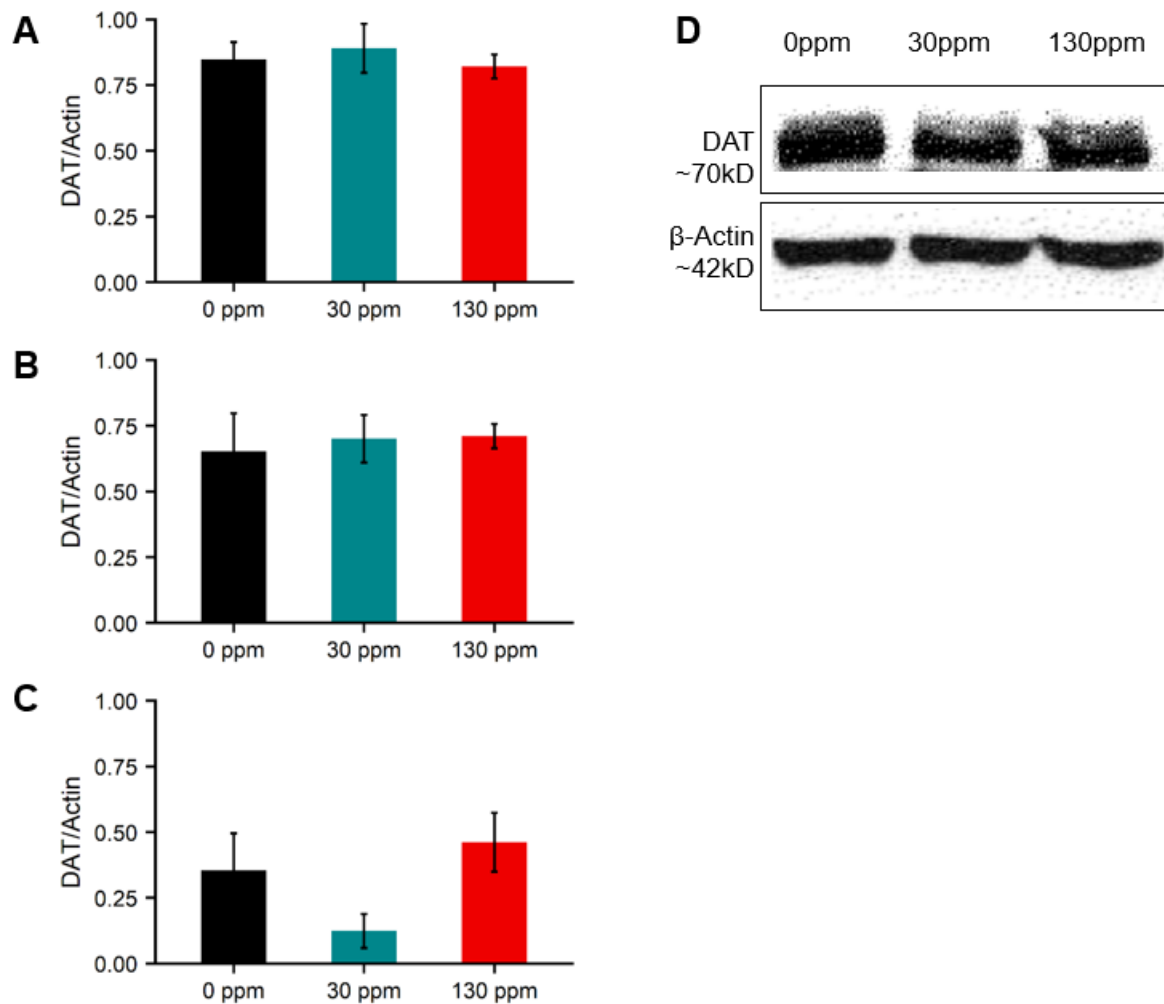 A
1.00
0.75
0.50
0.25
0.00
DAT/Actin
0 ppm 30 ppm 130 ppm
B
1.00
0.75
0.50
0.25
0.00
DAT/Actin
0 ppm 30 ppm 130 ppm
C
1.00
0.75
0.50
0.25
0.00
DAT/Actin
0 ppm 30 ppm 130 ppm
D
0ppm 30ppm 130ppm
DAT
~70kD
β-Actin
~42kD